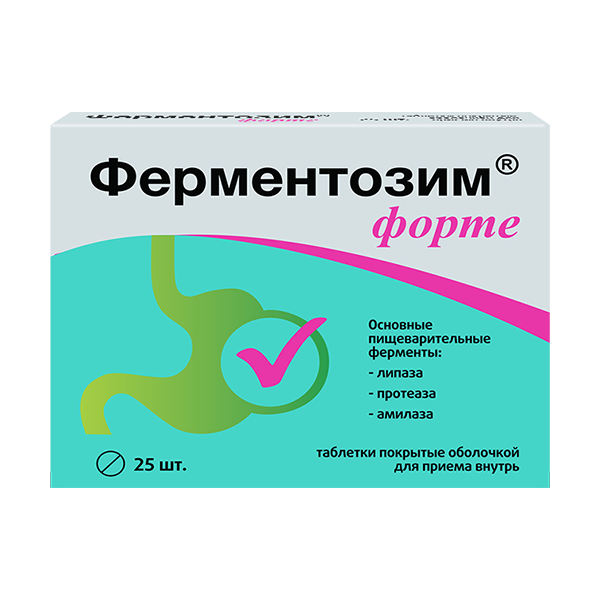 Ферментозим®
форте
Основные
пищеварительные
ферменты:
- липаза
- протеаза
- амилаза
таблетки покрытые оболочкой
для приема внутрь
25 шт.